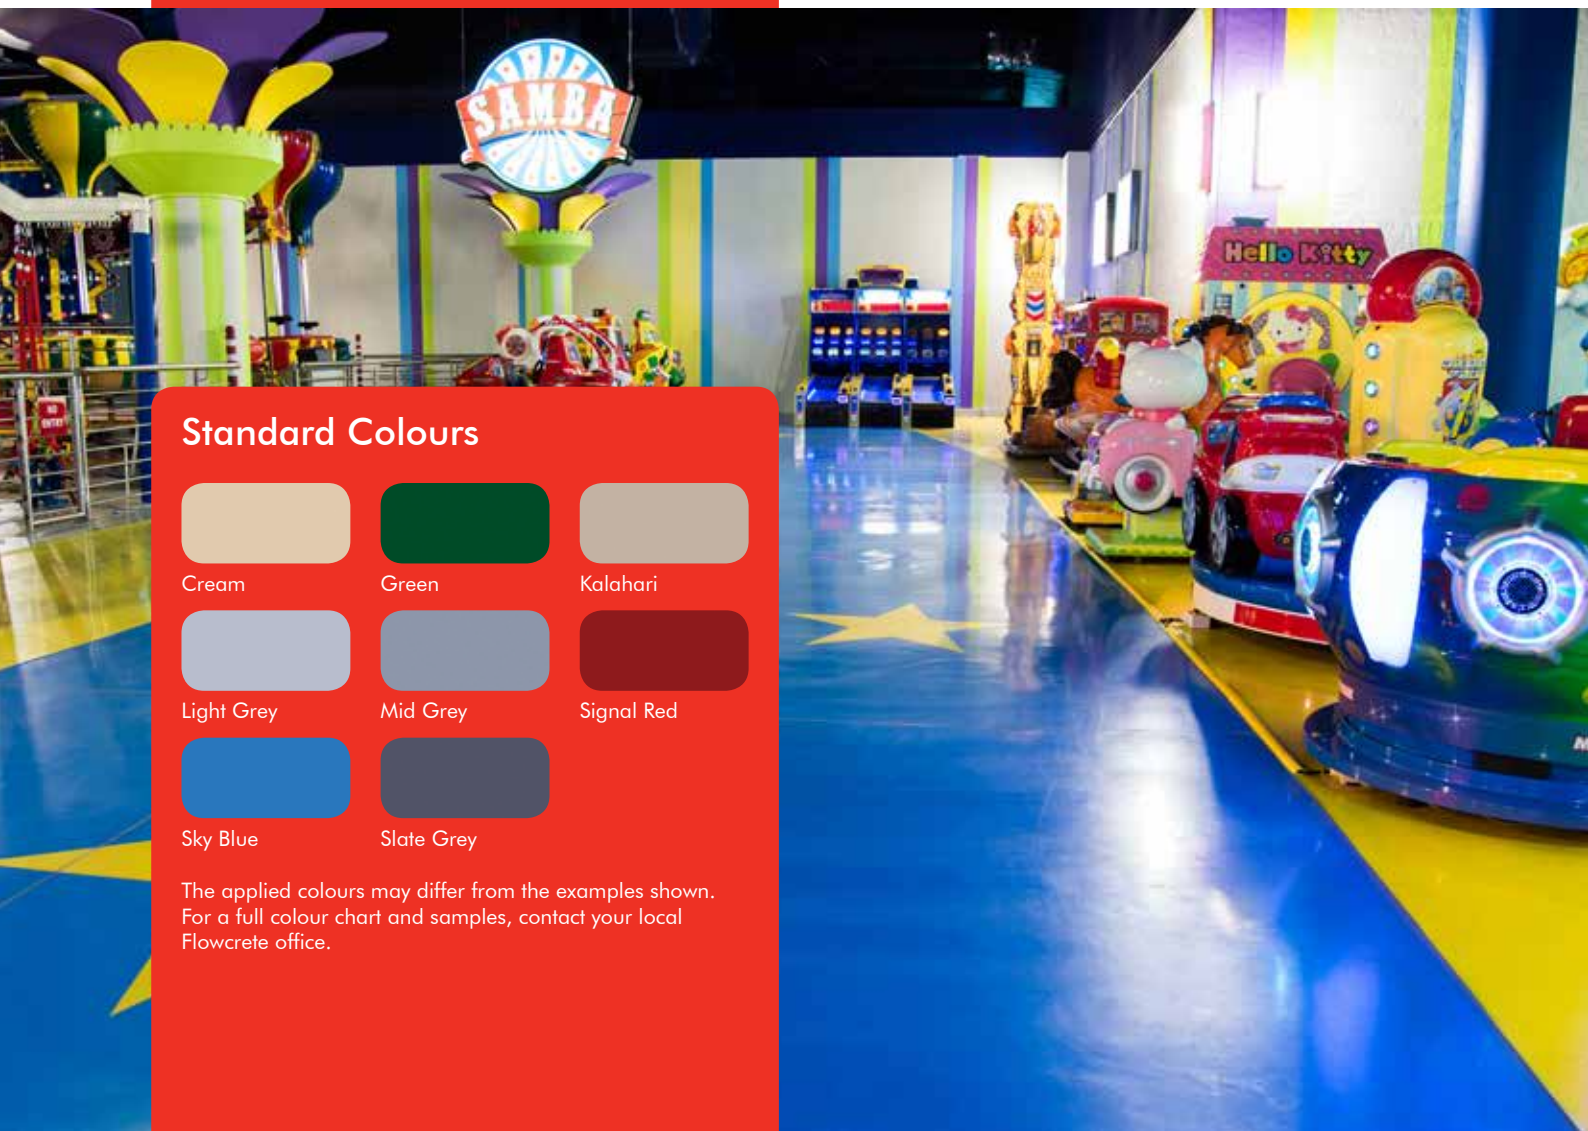 SAMBA
Hello Kitty
NO
ENTRY
Standard Colours
Cream
Green
Kalahari
Light Grey
Mid Grey
Signal Red
Sky Blue
Slate Grey
The applied colours may differ from the examples shown.
For a full colour chart and samples, contact your local
Flowcrete office.